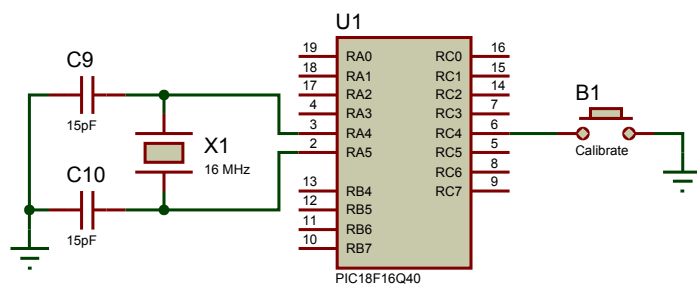 U1
C9
15pF
C10
15pF
X1
16 MHz
19 RA0 RC0 16
18 RA1 RC1 15
17 RA2 RC2 14
4 RA3 RC3 7
3 RA4 RC4 6
2 RA5 RC5 5
RC6 8
13 RB4 RC7 9
12 RB5
11 RB6
10 RB7
PIC18F16Q40
B1
Calibrate